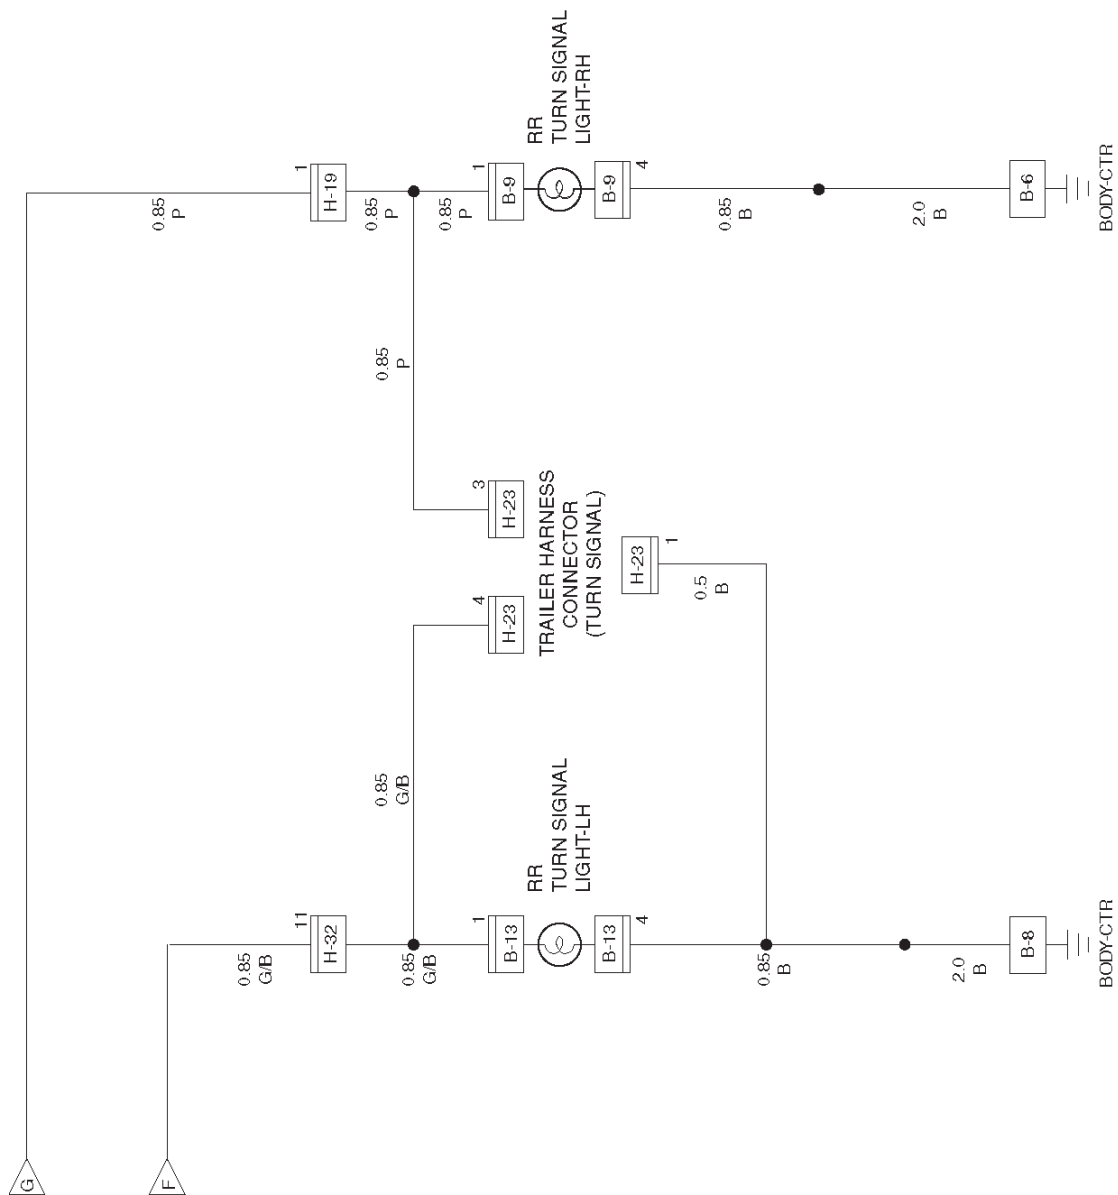 G
F
0.85
P
1
H-19
0.85
P
0.85
P
1
B-9
RR
TURN SIGNAL
LIGHT-RH
B-9
4
0.85
B
2.0
B
B-6
BODY-CTR
0.85
P
3
H-23
4
H-23
TRAILER HARNESS
CONNECTOR
(TURN SIGNAL)
H-23
1
0.5
B
0.85
G/B
0.85
G/B
11
H-32
0.85
G/B
1
B-13
RR
TURN SIGNAL
LIGHT-LH
B-13
4
0.85
B
2.0
B
B-8
BODY-CTR